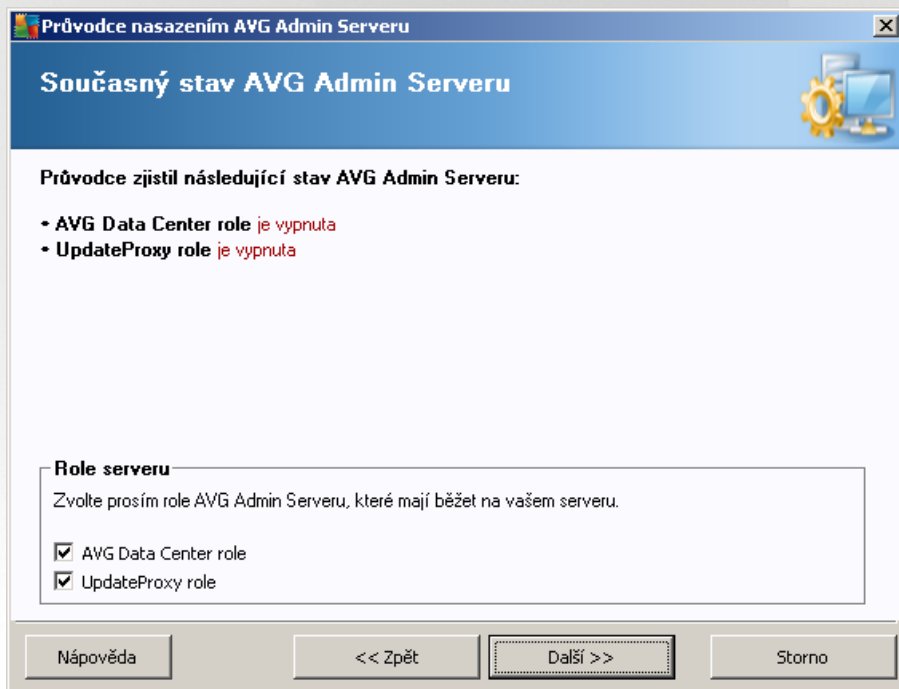 Průvodce nasazením AVG Admin Serveru
Současný stav AVG Admin Serveru
Průvodce zjistil následující stav AVG Admin Serveru:
• AVG Data Center role je vypnuta
• UpdateProxy role je vypnuta
Role serveru
Zvolte prosím role AVG Admin Serveru, které mají běžet na vašem serveru.
AVG Data Center role
UpdateProxy role
Nápověda << Zpět Další >> Storno